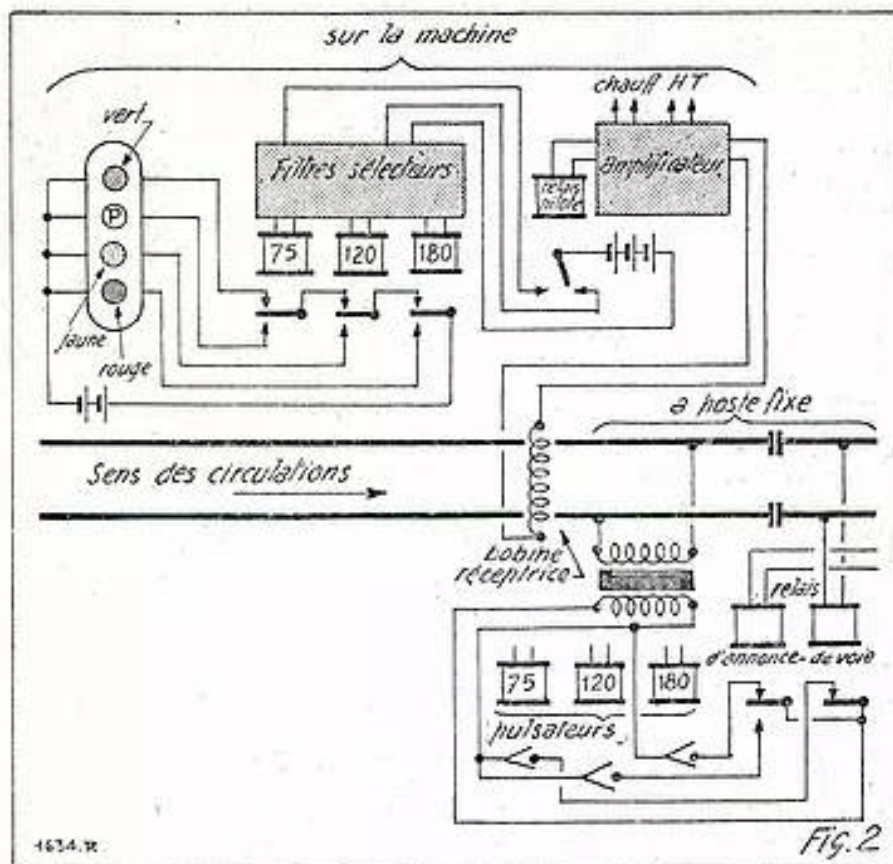 sur la machine
chauff HT
vert
P
jaune
rouge
Filtres sélecteurs
75 120 180
relais
pilote
amplificateur
a poste fixe
Sens des circulations
bobine
réceptrice
relais
d'annonce - de voie
75 120 180
pulsateurs
1634.R
Fig.2